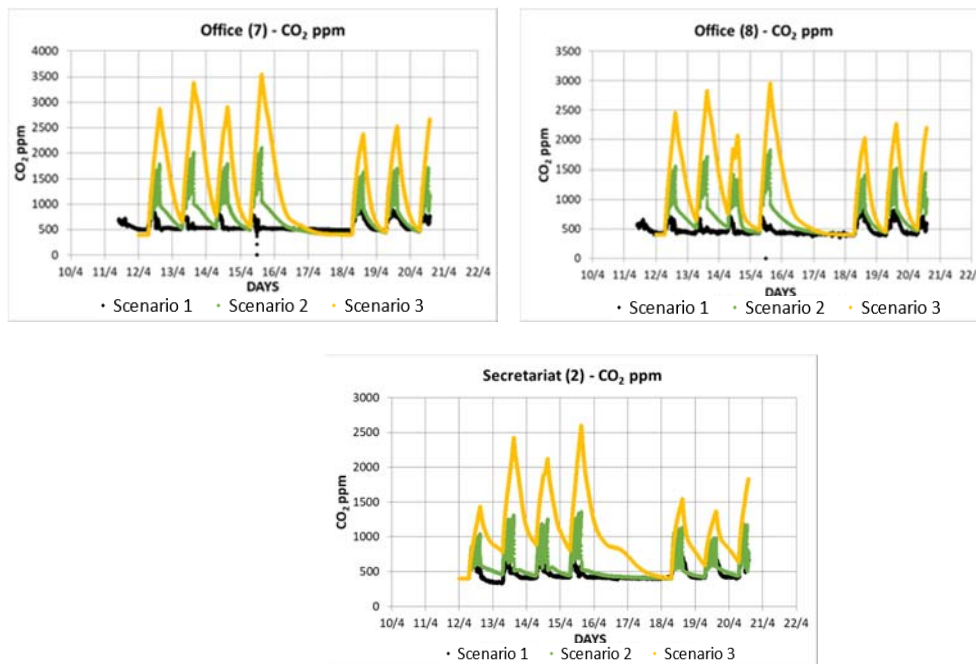 Office (7) - CO₂ ppm
4000
3500
3000
2500
2000
1500
1000
500
0
CO₂ ppm
10/4 11/4 12/4 13/4 14/4 15/4 16/4 17/4 18/4 19/4 20/4 21/4 22/4
DAYS
• Scenario 1 • Scenario 2 • Scenario 3
Office (8) - CO₂ ppm
3500
3000
2500
2000
1500
1000
500
0
CO₂ ppm
10/4 11/4 12/4 13/4 14/4 15/4 16/4 17/4 18/4 19/4 20/4 21/4 22/
DAYS
• Scenario 1 • Scenario 2 • Scenario 3
Secretariat (2) - CO₂ ppm
3000
2500
2000
1500
1000
500
0
CO₂ ppm
10/4 11/4 12/4 13/4 14/4 15/4 16/4 17/4 18/4 19/4 20/4 21/4 22/4
DAYS
• Scenario 1 • Scenario 2 • Scenario 3